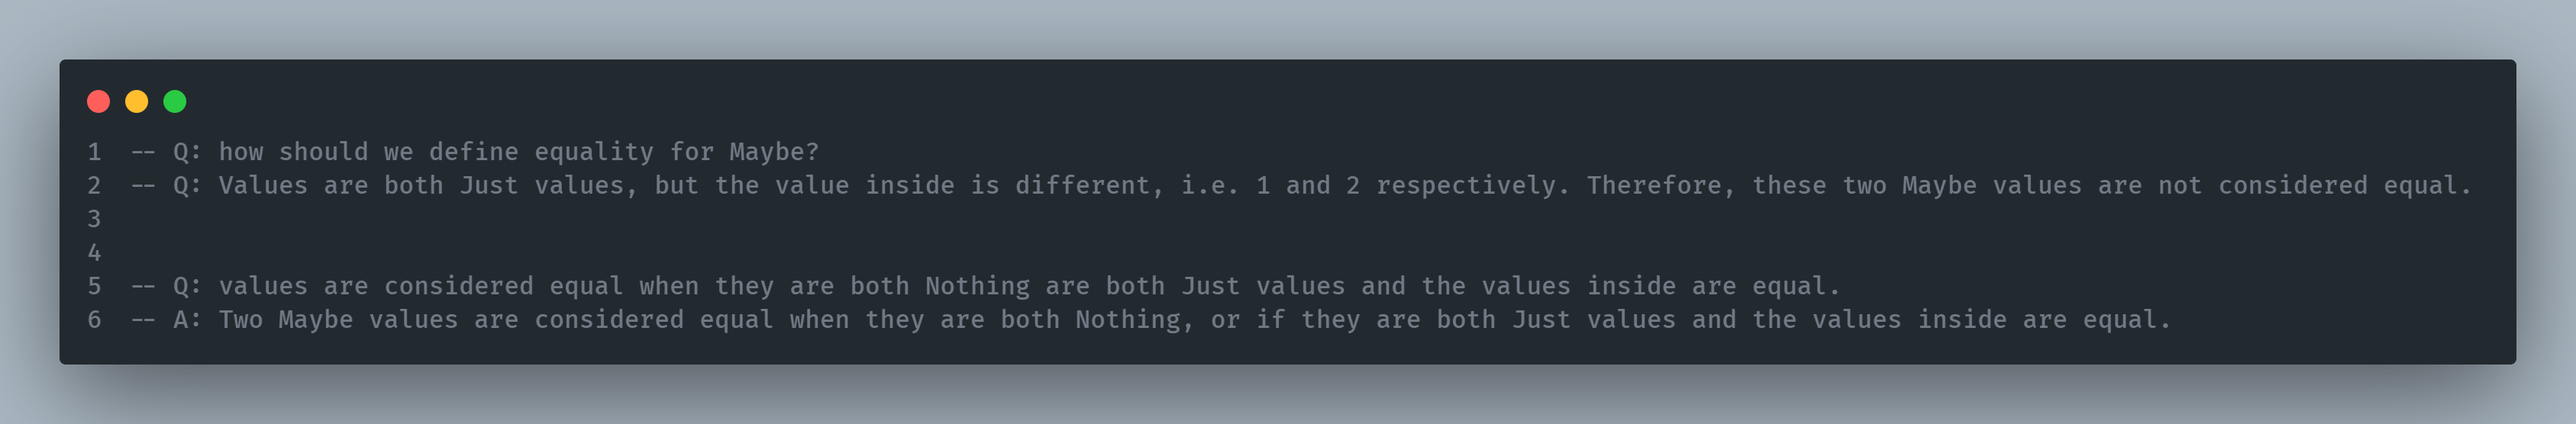 1 -- Q: how should we define equality for Maybe?
2 -- Q: Values are both Just values, but the value inside is different, i.e. 1 and 2 respectively. Therefore, these two Maybe values are not considered equal.
3
4
5 -- Q: values are considered equal when they are both Nothing are both Just values and the values inside are equal.
6 -- A: Two Maybe values are considered equal when they are both Nothing, or if they are both Just values and the values inside are equal.